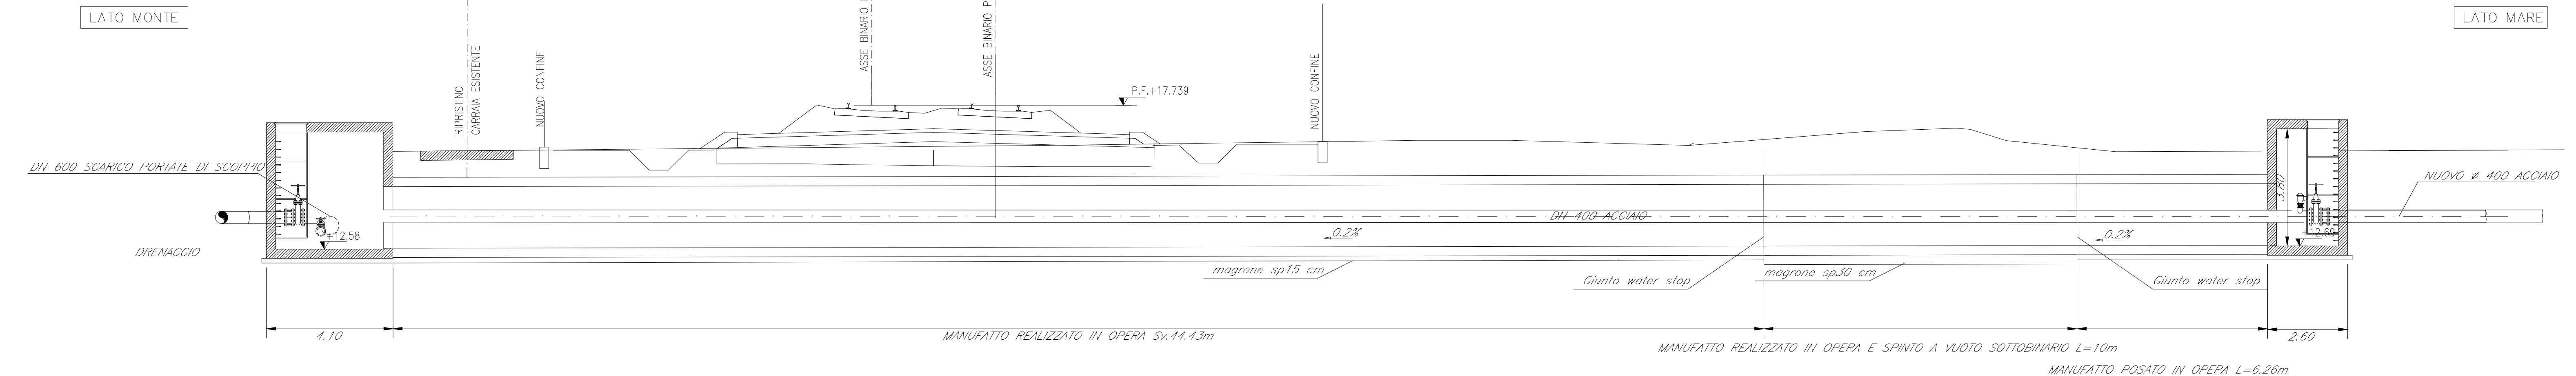 LATO MONTE
LATO MARE
RIPRISTINO
CARRAIA ESISTENTE
NUOVO CONFINE
ASSE BINARIO
ASSE BINARIO P
P.F.+17.739
NUOVO CONFINE
DN 600 SCARICO PORTATE DI SCOPPIO
+12.58
DRENAGGIO
DN 400 ACCIAIO
0.2%
0.2%
3.80
+12.69
NUOVO Ø 400 ACCIAIO
magrone sp15 cm
Giunto water stop
magrone sp30 cm
Giunto water stop
4.10
MANUFATTO REALIZZATO IN OPERA Sv.44.43m
MANUFATTO REALIZZATO IN OPERA E SPINTO A VUOTO SOTTOBINARIO L=10m
2.60
MANUFATTO POSATO IN OPERA L=6.26m